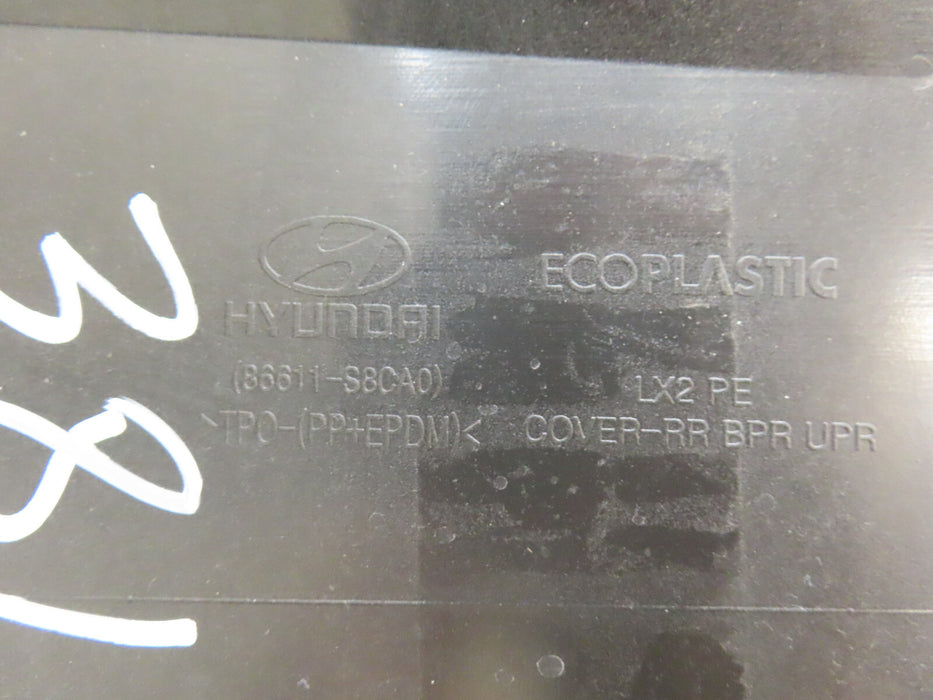 HYUNDAI
ECOPLASTIC
(86611-S8CA0)
LX2 PE
>TPO-(PP+EPDM)<
COVER-RR BPR UPR